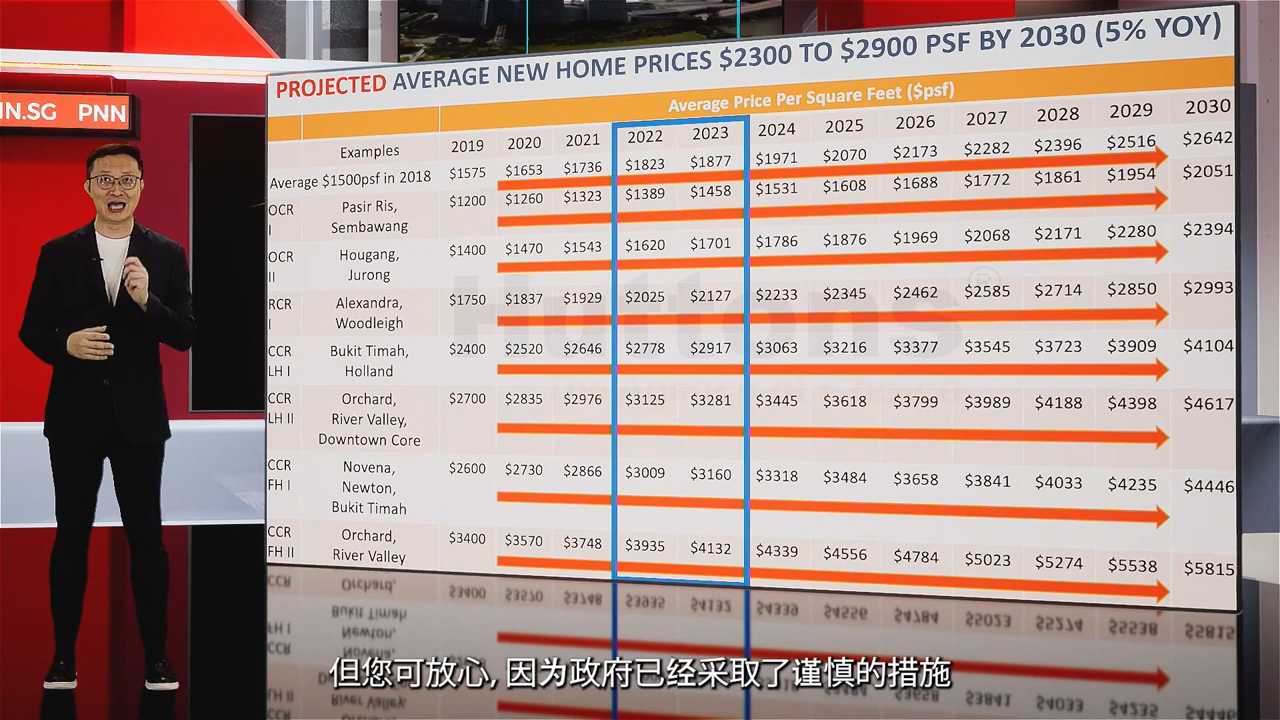 IN.SG PNN
PROJECTED AVERAGE NEW HOME PRICES $2300 TO $2900 PSF BY 2030 (5% YOY)
Average Price Per Square Feet ($psf)
Examples 2019 2020 2021 2022 2023 2024 2025 2026 2027 2028 2029 2030
Average $1500psf in 2018 $1575 $1653 $1736 $1823 $1877 $1971 $2070 $2173 $2282 $2396 $2516 $2642
OCR I Pasir Ris, Sembawang $1200 $1260 $1323 $1389 $1458 $1531 $1608 $1688 $1772 $1861 $1954 $2051
OCR II Hougang, Jurong $1400 $1470 $1543 $1620 $1701 $1786 $1876 $1969 $2068 $2171 $2280 $2394
RCR I Alexandra, Woodleigh $1750 $1837 $1929 $2025 $2127 $2233 $2345 $2462 $2585 $2714 $2850 $2993
CCR LH I Bukit Timah, Holland $2400 $2520 $2646 $2778 $2917 $3063 $3216 $3377 $3545 $3723 $3909 $4104
CCR LH II Orchard, River Valley, Downtown Core $2700 $2835 $2976 $3125 $3281 $3445 $3618 $3799 $3989 $4188 $4398 $4617
CCR FH I Novena, Newton, Bukit Timah $2600 $2730 $2866 $3009 $3160 $3318 $3484 $3658 $3841 $4033 $4235 $4446
CCR FH II Orchard, River Valley $3400 $3570 $3748 $3935 $4132 $4339 $4556 $4784 $5023 $5274 $5538 $5815
Huttons®
但您可放心, 因为政府已经采取了谨慎的措施